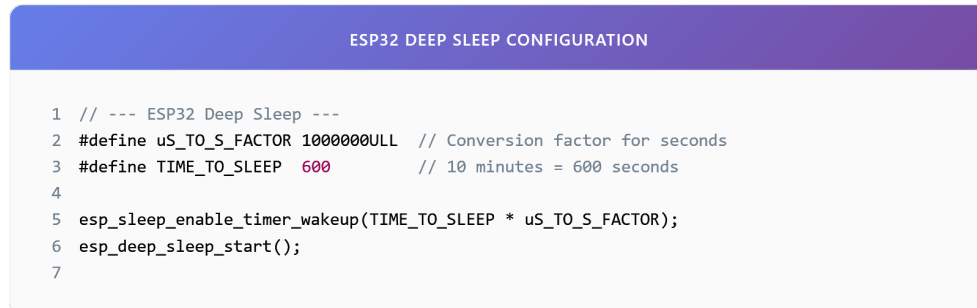 ESP32 DEEP SLEEP CONFIGURATION
1 // --- ESP32 Deep Sleep ---
2 #define uS_TO_S_FACTOR 1000000ULL  // Conversion factor for seconds
3 #define TIME_TO_SLEEP  600         // 10 minutes = 600 seconds
4
5 esp_sleep_enable_timer_wakeup(TIME_TO_SLEEP * uS_TO_S_FACTOR);
6 esp_deep_sleep_start();
7